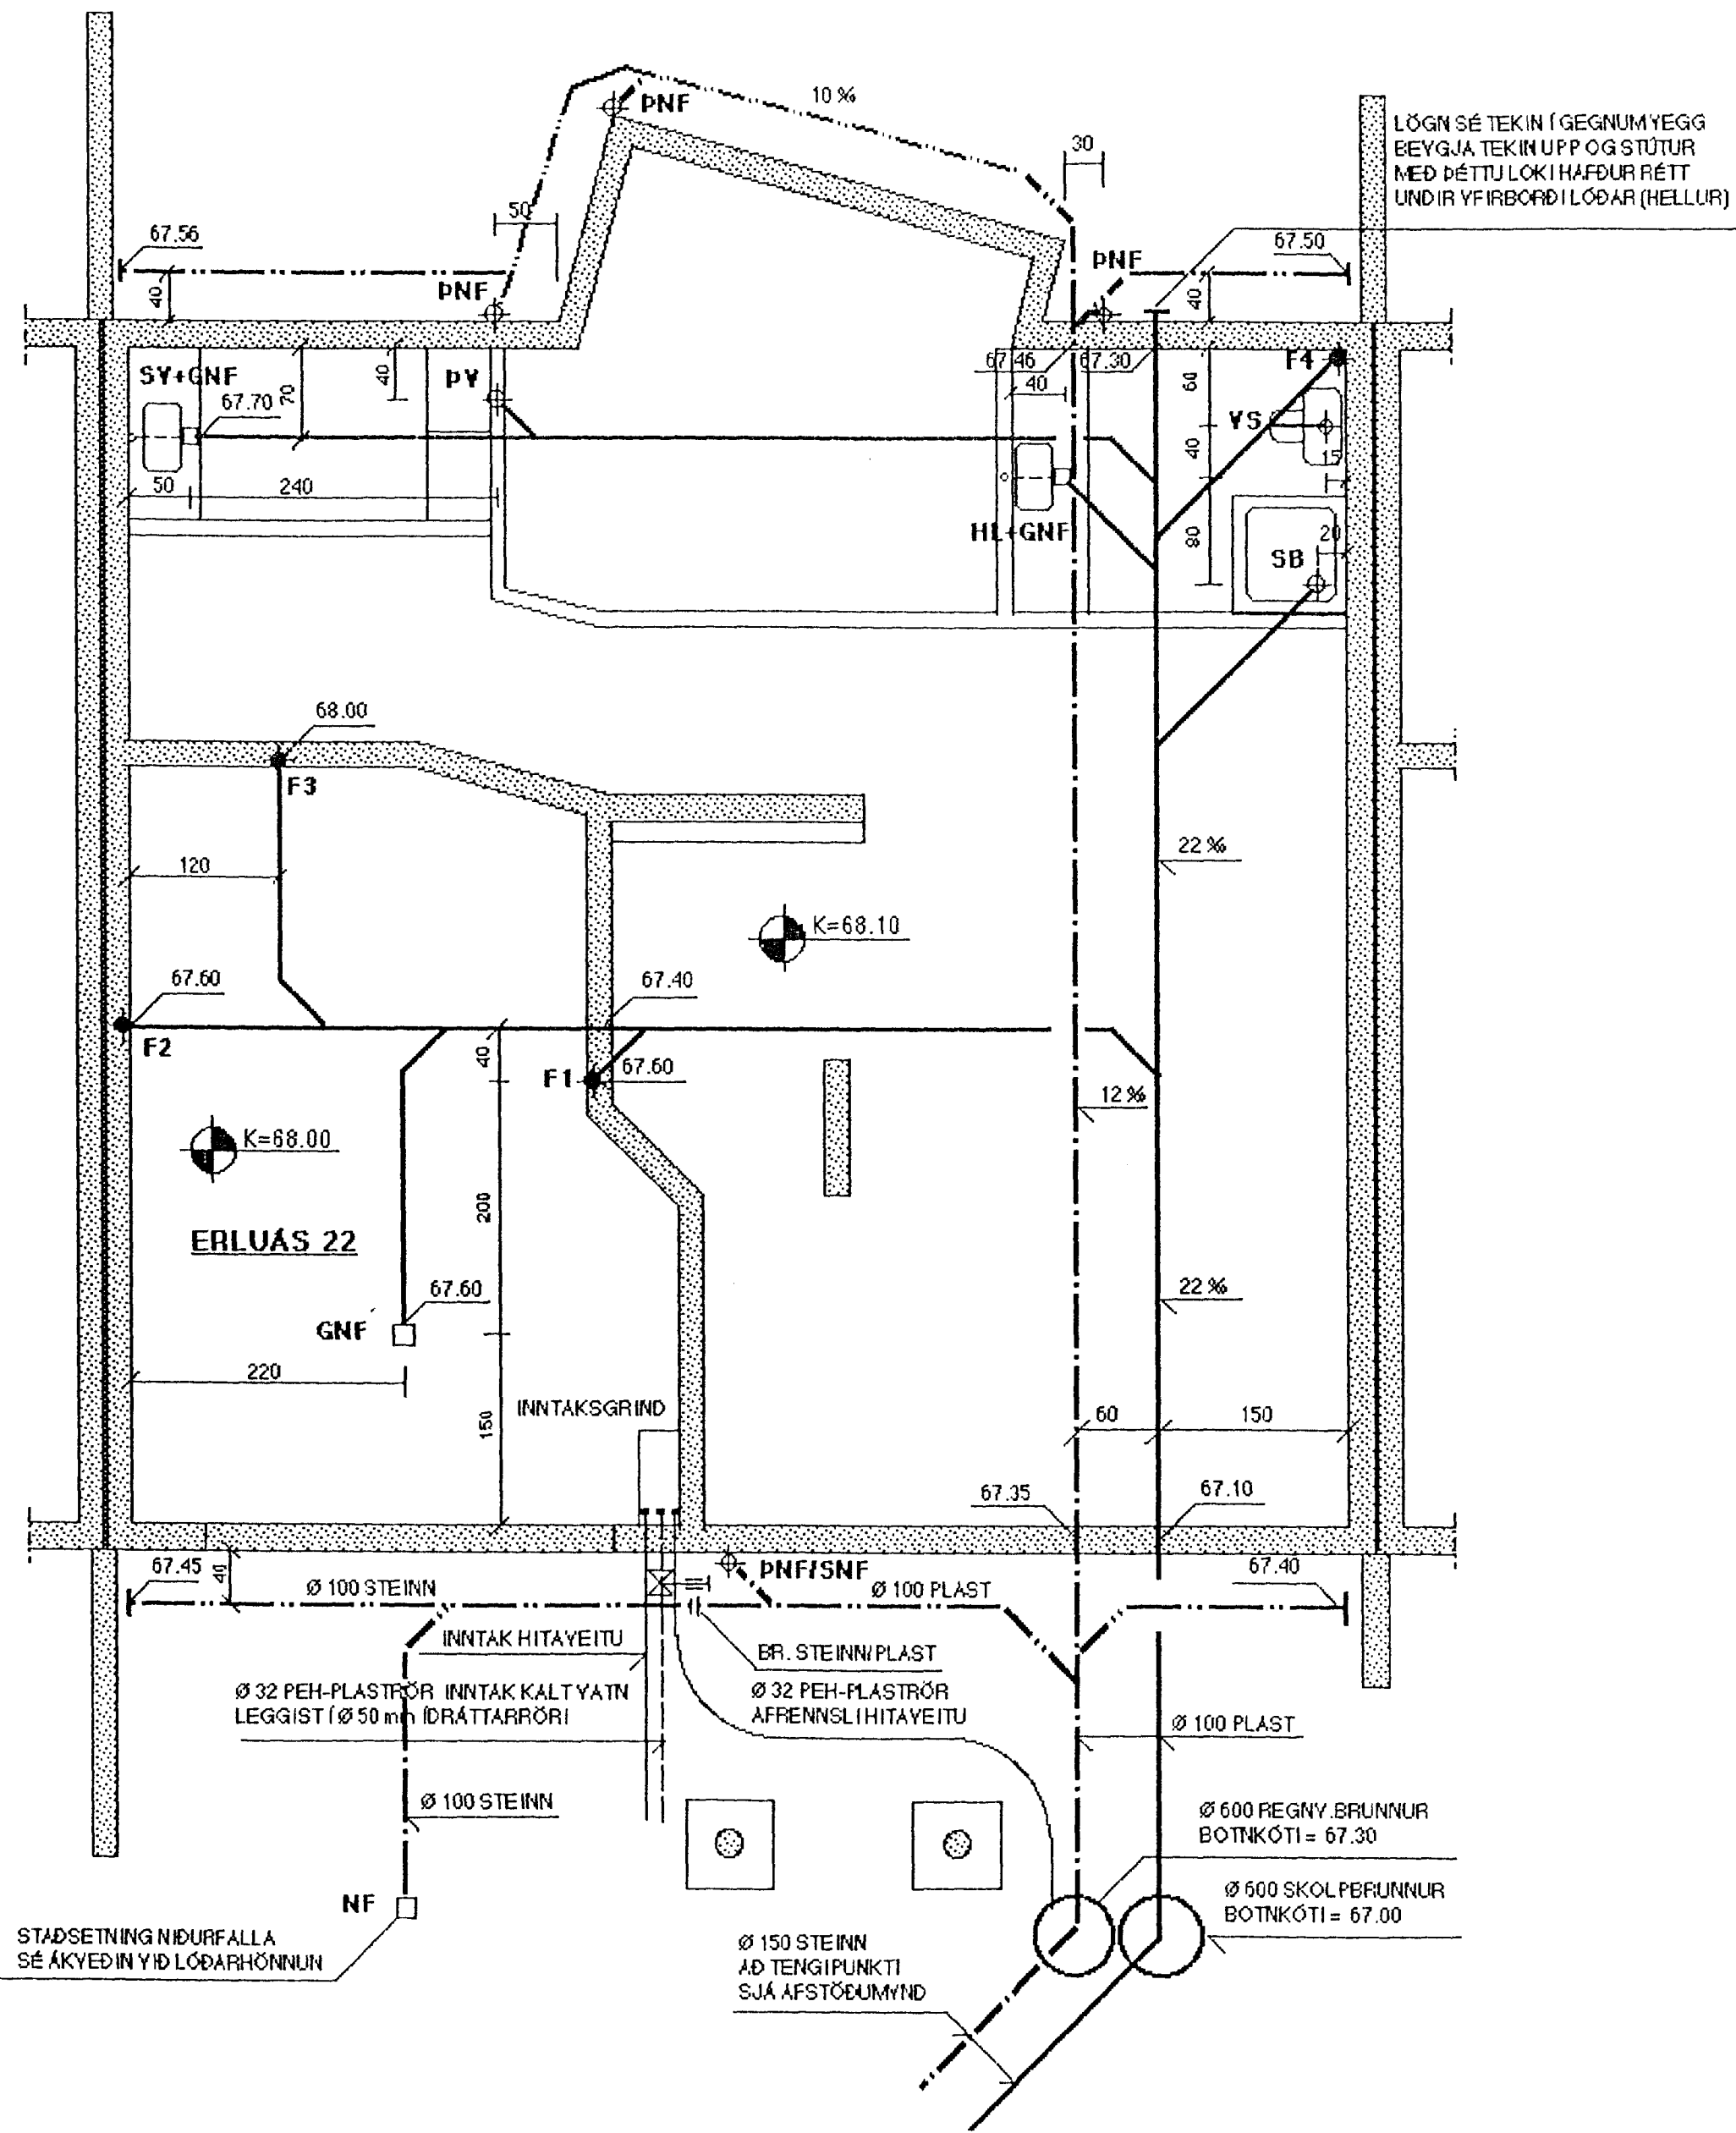 ÞNF
10 ‰
30
LÖGN SÉ TEKIN Í GEGNUM VEGG
BEYGJA TEKIN UPP OG STÚTUR
MEÐ ÞÉTTU LOKI HAFÐUR RÉTT
UNDIR YFIRBORÐI LÓÐAR (HELLUR)
50
67.56
67.50
ÞNF
40
ÞNF
40
SV+GNF
67.70
70
40
ÞV
67.46
67.30
F4
40
60
VS
40
15
50
240
HL+GNF
80
20
SB
68.00
F3
120
22 ‰
K=68.10
67.60
67.40
F2
40
F1
67.60
12 ‰
K=68.00
200
ERLUÁS 22
67.60
22 ‰
GNF
220
INNTAKSGRIND
150
60
150
67.35
67.10
67.45
40
Ø 100 STEINN
ÞNF/SNF
Ø 100 PLAST
67.40
INNTAK HITAVEITU
BR. STEINN/PLAST
Ø 32 PEH-PLASTRÖR INNTAK KALT VATN
LEGGIST Í Ø 50 mm ÍDRÁTTARRÖRI
Ø 32 PEH-PLASTRÖR
AFRENNSLI HITAVEITU
Ø 100 PLAST
Ø 100 STEINN
Ø 600 REGNV.BRUNNUR
BOTNKÓTI = 67.30
NF
Ø 600 SKOLPBRUNNUR
BOTNKÓTI = 67.00
STAÐSETNING NIÐURFALLA
SÉ ÁKVEÐIN VIÐ LÓÐARHÖNNUN
Ø 150 STEINN
AÐ TENGIPUNKTI
SJÁ AFSTÖÐUMYND